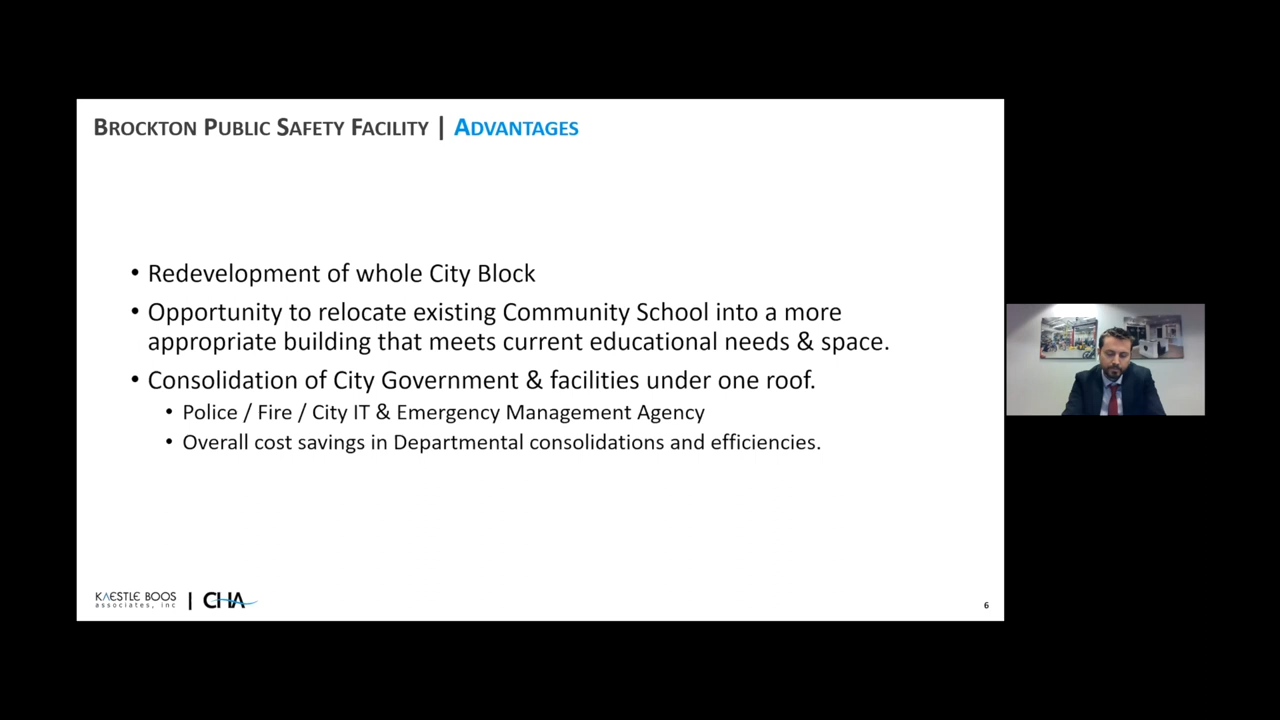 BROCKTON PUBLIC SAFETY FACILITY | ADVANTAGES
• Redevelopment of whole City Block
• Opportunity to relocate existing Community School into a more
appropriate building that meets current educational needs & space.
• Consolidation of City Government & facilities under one roof.
• Police / Fire / City IT & Emergency Management Agency
• Overall cost savings in Departmental consolidations and efficiencies.
KAESTLE BOOS
associates, inc
| CHA
6